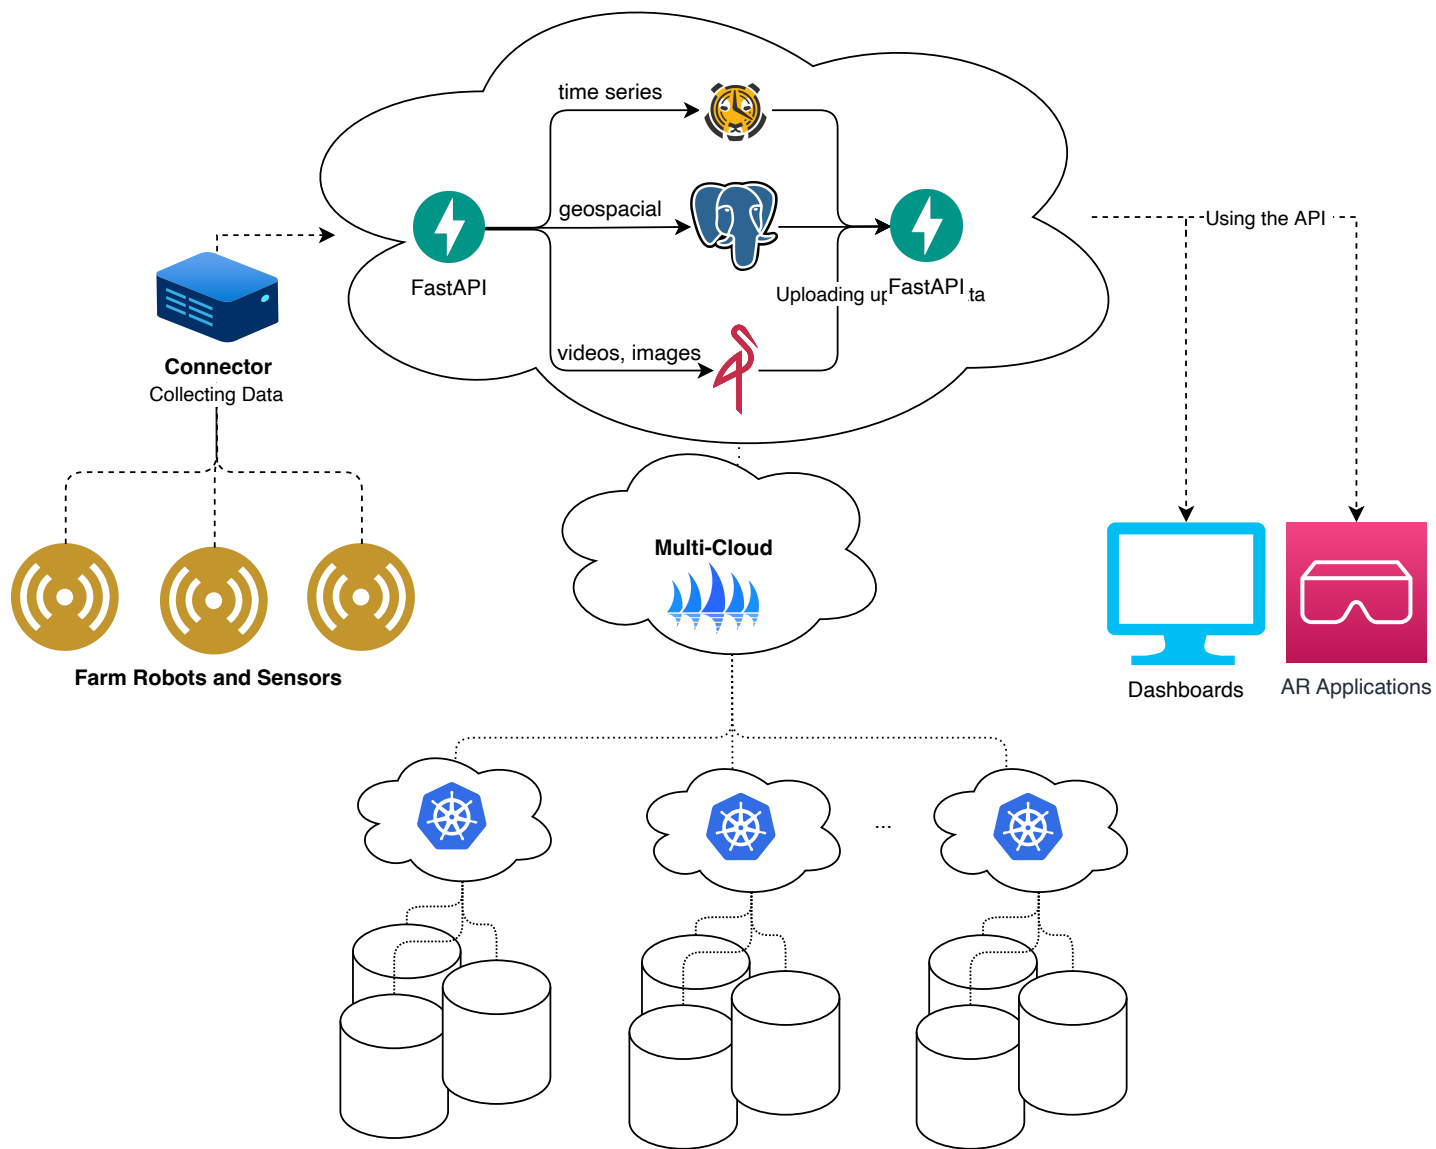 time series
geospacial
FastAPI
Uploading up
FastAPI
ta
videos, images
Using the API
Connector
Collecting Data
Multi-Cloud
Farm Robots and Sensors
Dashboards
AR Applications
...